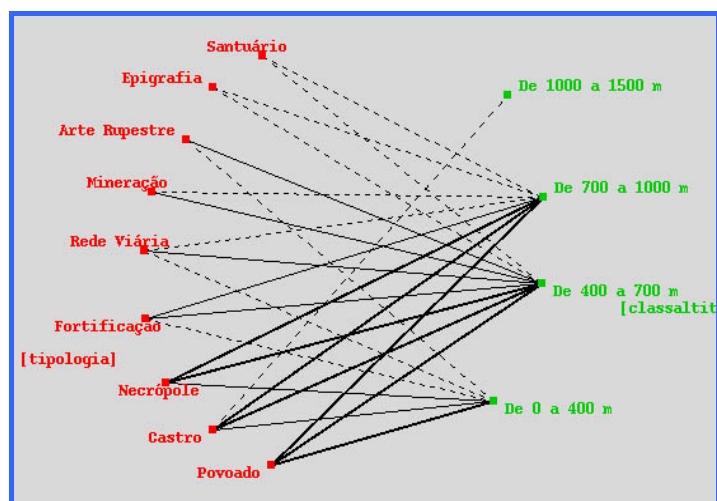 Santuário
Epigrafia
De 1000 a 1500 m
Arte Rupestre
Mineração
De 700 a 1000 m
Rede Viária
De 400 a 700 m
[classaltit
Fortificação
[tipologia]
Necrópole
De 0 a 400 m
Castro
Povoado